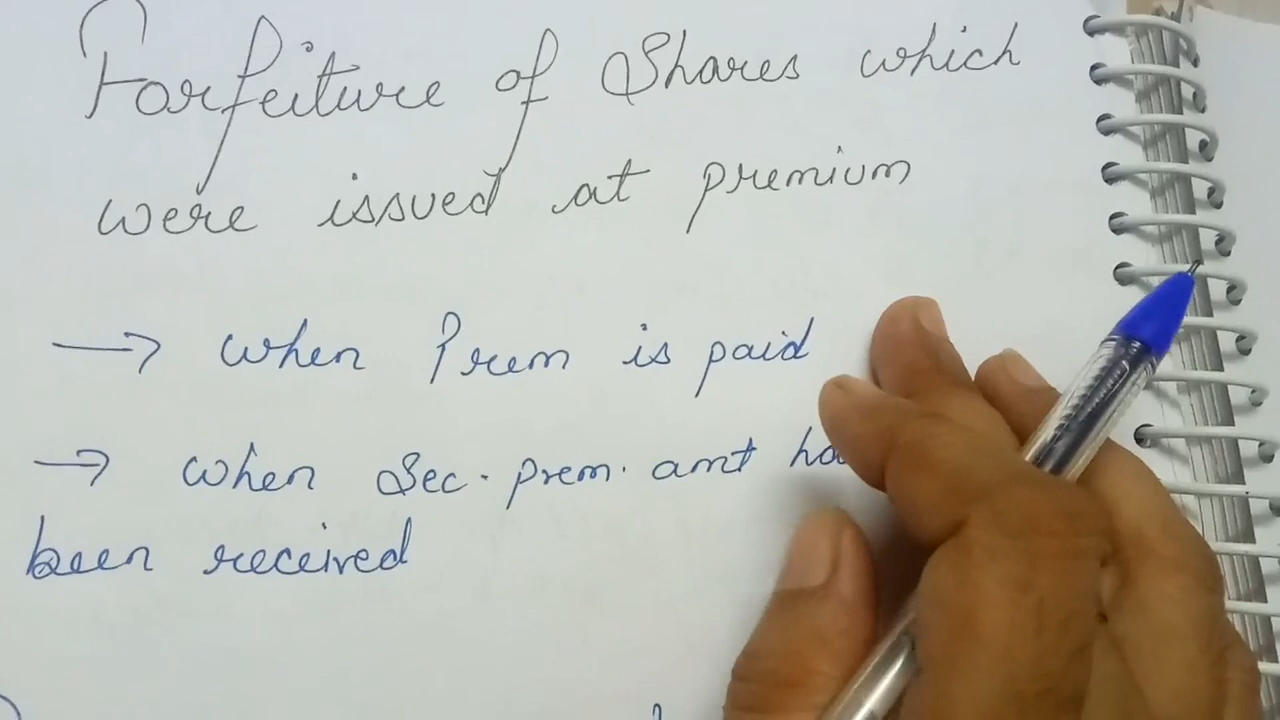 Forfeiture of Shares which
were issued at premium
→ when Prem is paid
→ when Sec. prem. amt
been received